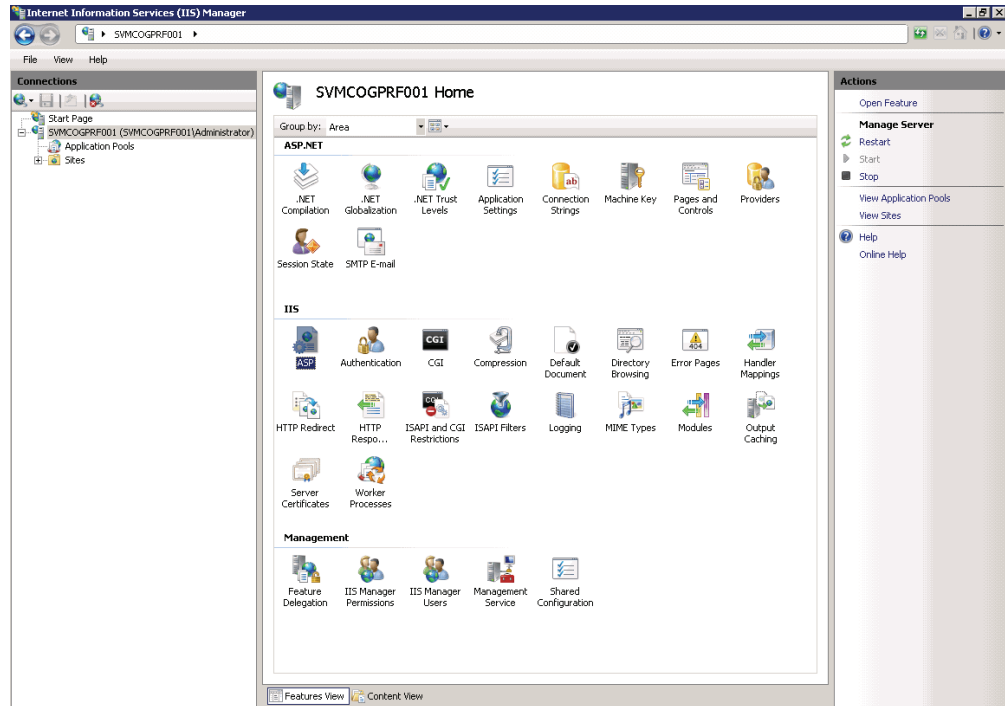 Internet Information Services (IIS) Manager
SVMCOGPRF001
File View Help
Connections
Start Page
SVMCOGPRF001 (SVMCOGPRF001\Administrator)
Application Pools
Sites
SVMCOGPRF001 Home
Group by: Area
ASP.NET
.NET Compilation
.NET Globalization
.NET Trust Levels
Application Settings
Connection Strings
Machine Key
Pages and Controls
Providers
Session State
SMTP E-mail
IIS
ASP
Authentication
CGI
CGI
Compression
Default Document
Directory Browsing
404
Error Pages
Handler Mappings
HTTP Redirect
HTTP Respo...
ISAPI and CGI Restrictions
ISAPI Filters
Logging
MIME Types
Modules
Output Caching
Server Certificates
Worker Processes
Management
Feature Delegation
IIS Manager Permissions
IIS Manager Users
Management Service
Shared Configuration
Features View
Content View
Actions
Open Feature
Manage Server
Restart
Start
Stop
View Application Pools
View Sites
Help
Online Help